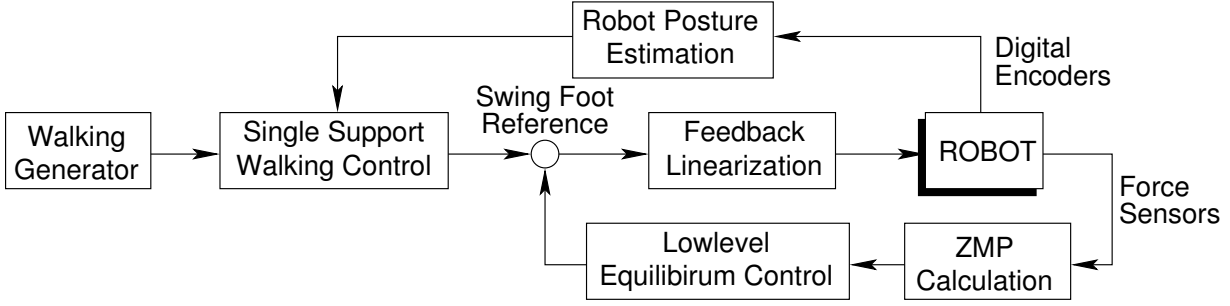 Robot Posture
Estimation
Digital
Encoders
Swing Foot
Reference
Walking
Generator
Single Support
Walking Control
Feedback
Linearization
ROBOT
Force
Sensors
Lowlevel
Equilibirum Control
ZMP
Calculation